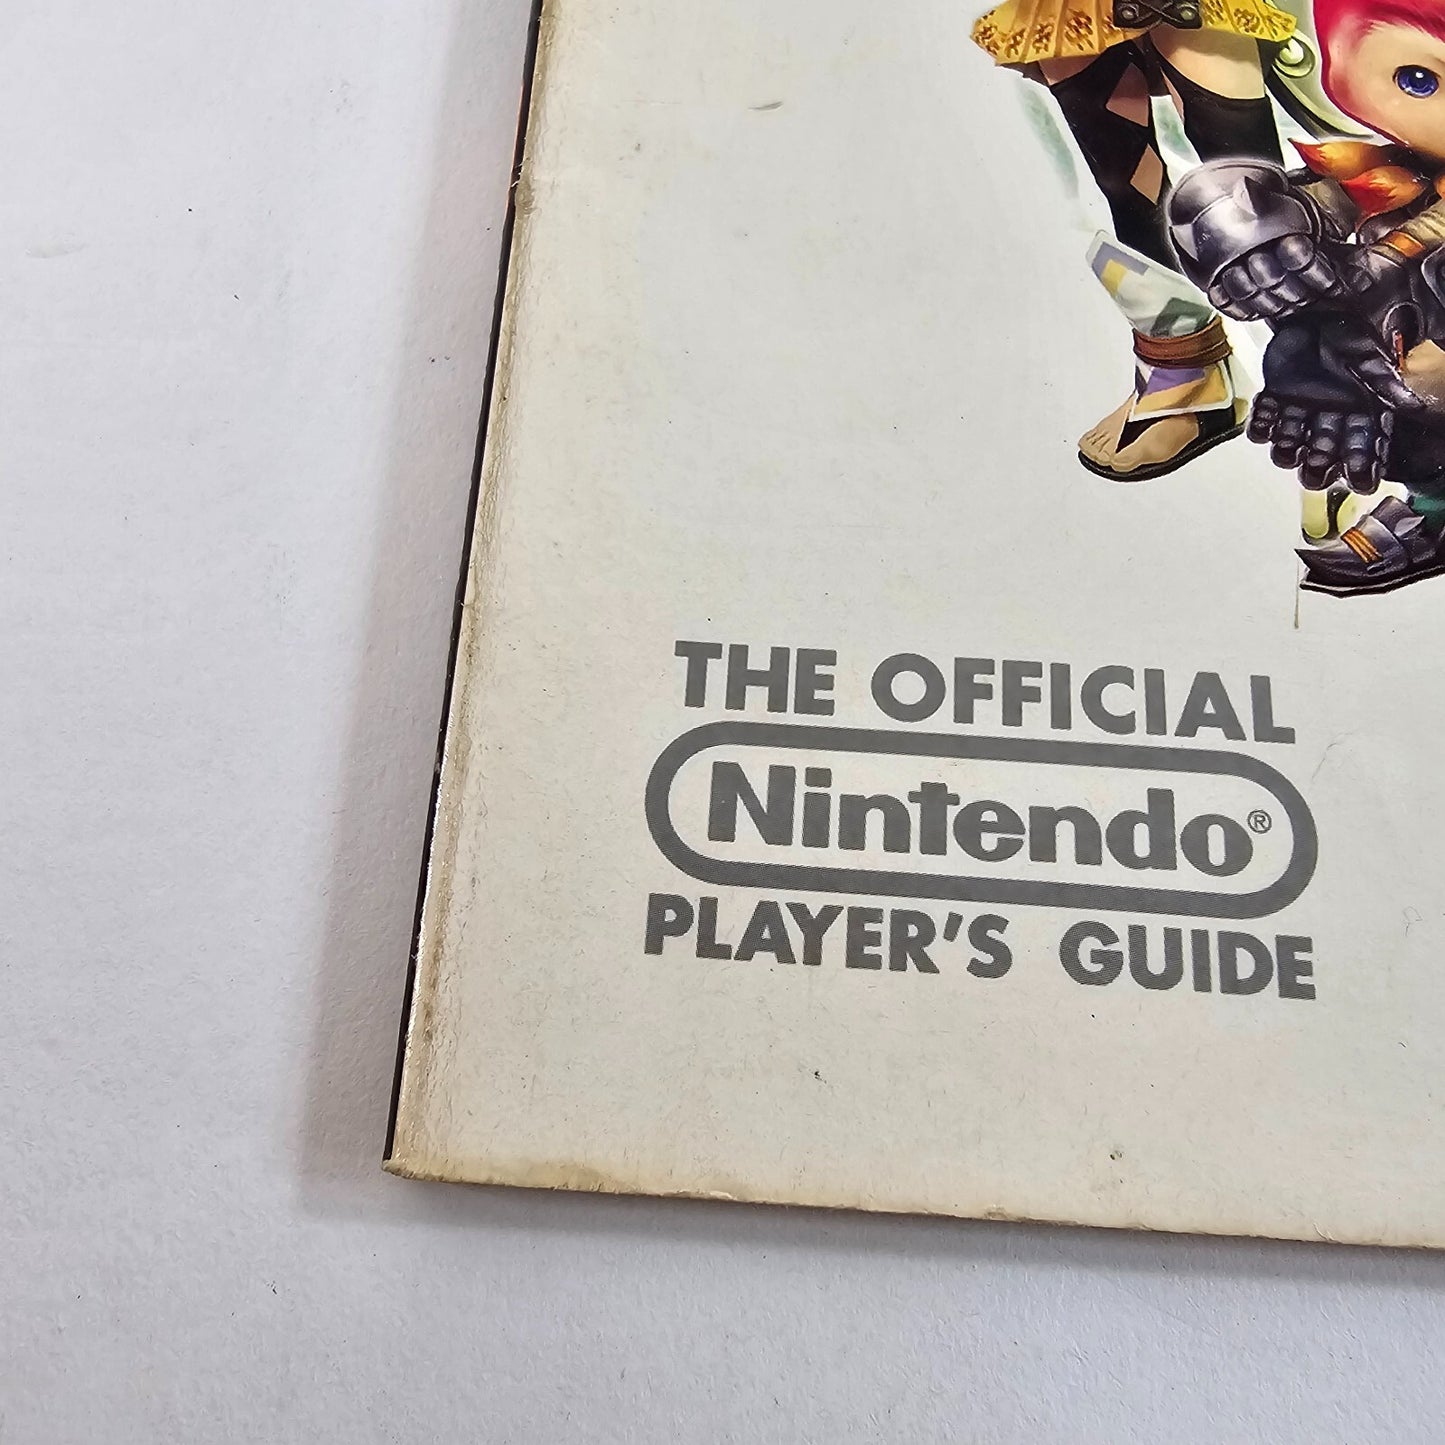 THE OFFICIAL
Nintendo®
PLAYER'S GUIDE